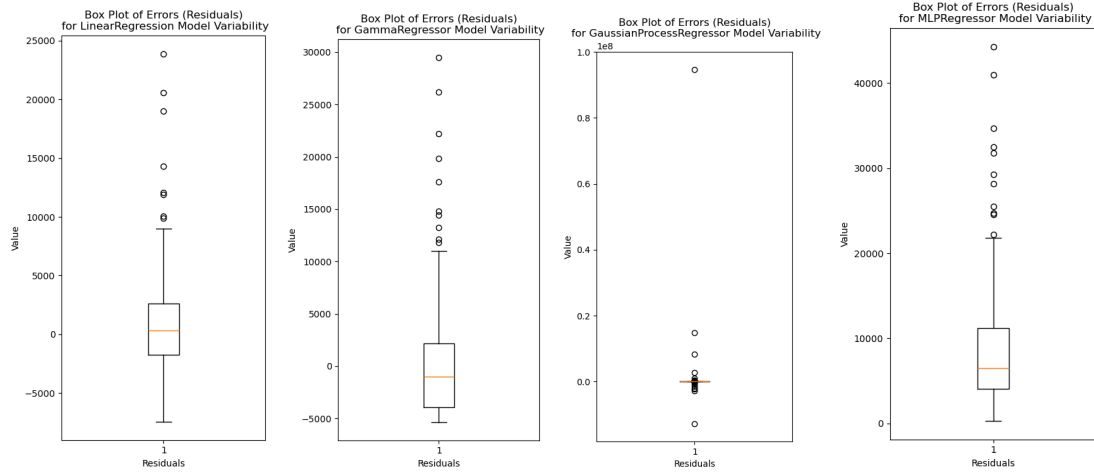 Box Plot of Errors (Residuals)
for LinearRegression Model Variability
25000
20000
15000
10000
5000
0
−5000
Value
1
Residuals
Box Plot of Errors (Residuals)
for GammaRegressor Model Variability
30000
25000
20000
15000
10000
5000
0
−5000
Value
1
Residuals
Box Plot of Errors (Residuals)
for GaussianProcessRegressor Model Variability
1e8
1.0
0.8
0.6
0.4
0.2
0.0
Value
1
Residuals
Box Plot of Errors (Residuals)
for MLPRegressor Model Variability
40000
30000
20000
10000
0
Value
1
Residuals